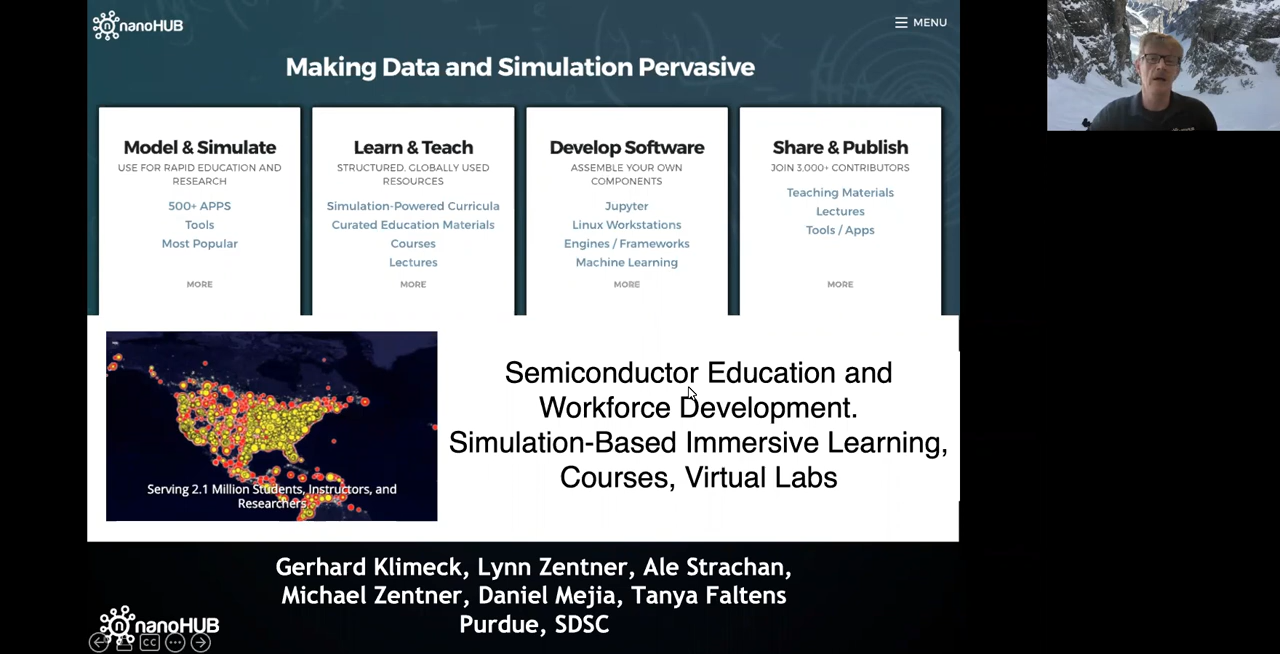 nanoHUB
MENU
Making Data and Simulation Pervasive
Model & Simulate
USE FOR RAPID EDUCATION AND
RESEARCH
500+ APPS
Tools
Most Popular
MORE
Learn & Teach
STRUCTURED, GLOBALLY USED
RESOURCES
Simulation-Powered Curricula
Curated Education Materials
Courses
Lectures
MORE
Develop Software
ASSEMBLE YOUR OWN
COMPONENTS
Jupyter
Linux Workstations
Engines / Frameworks
Machine Learning
MORE
Share & Publish
JOIN 3,000+ CONTRIBUTORS
Teaching Materials
Lectures
Tools / Apps
MORE
Serving 2.1 Million Students, Instructors, and
Researchers
Semiconductor Education and
Workforce Development.
Simulation-Based Immersive Learning,
Courses, Virtual Labs
Gerhard Klimeck, Lynn Zentner, Ale Strachan,
Michael Zentner, Daniel Mejia, Tanya Faltens
Purdue, SDSC
nanoHUB
CC